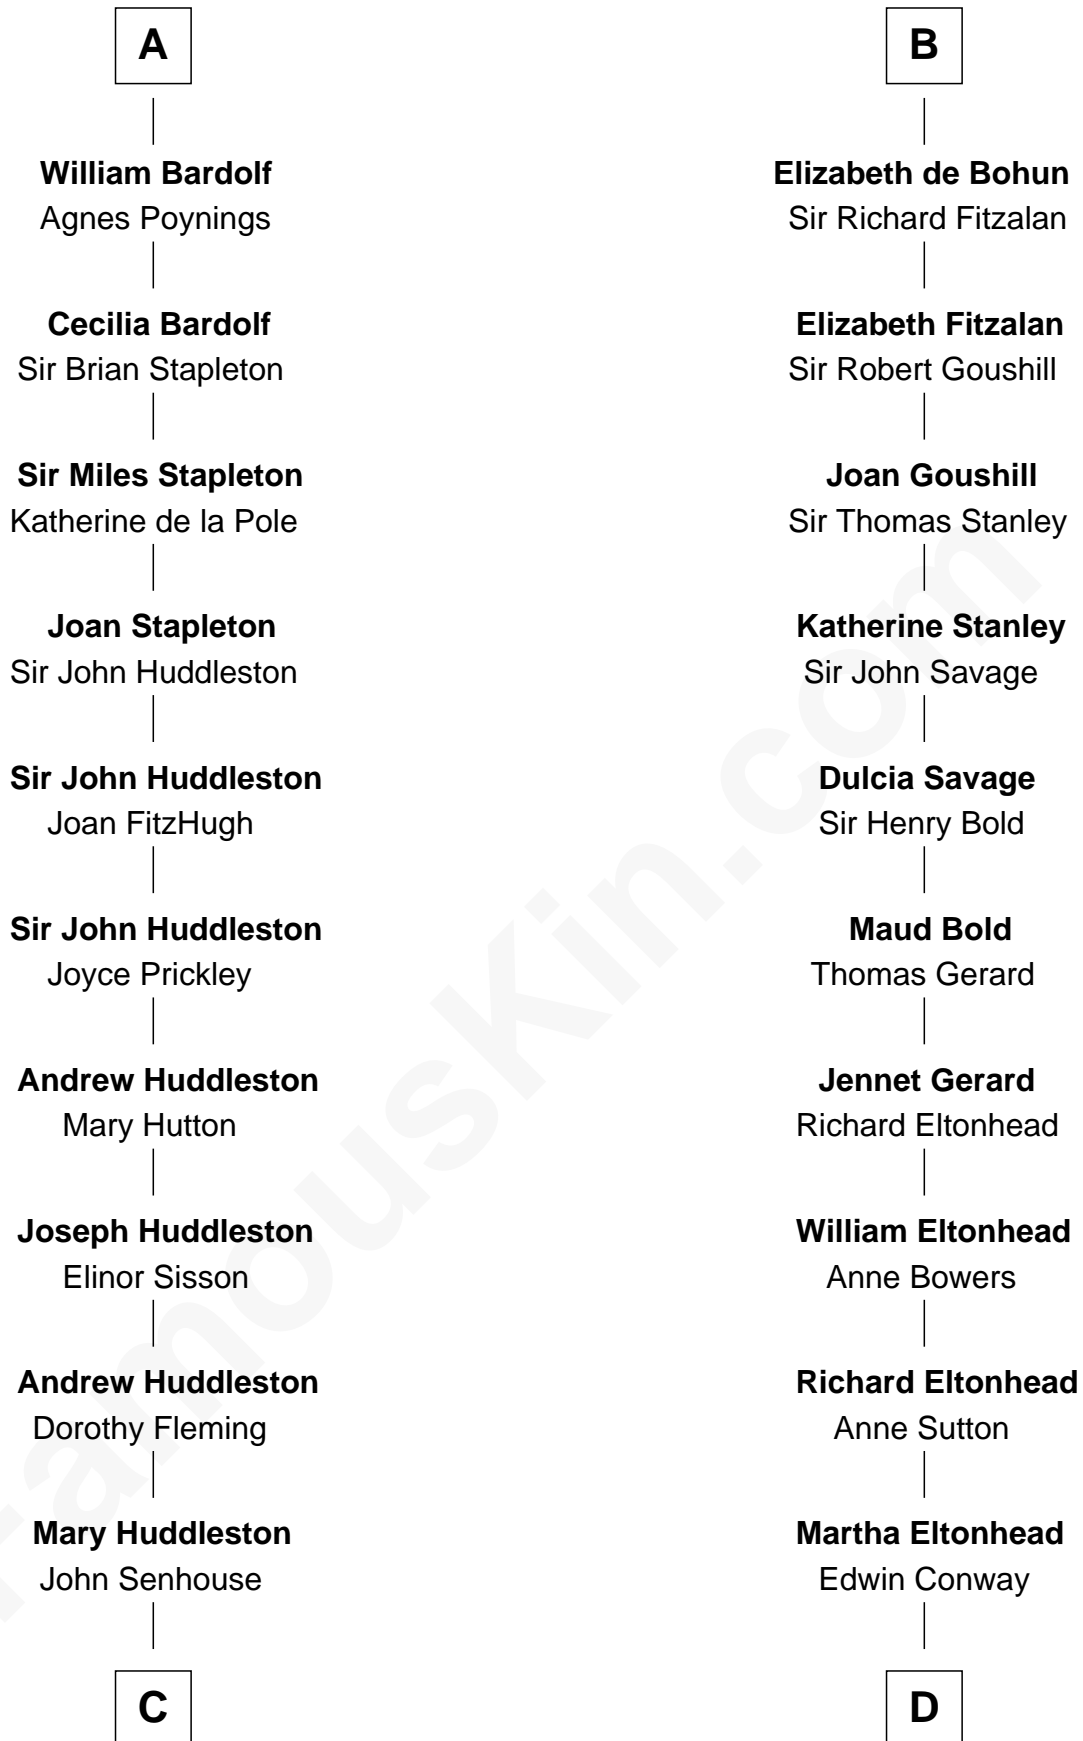 A
William Bardolf
Agnes Poynings
Cecilia Bardolf
Sir Brian Stapleton
Sir Miles Stapleton
Katherine de la Pole
Joan Stapleton
Sir John Huddleston
Sir John Huddleston
Joan FitzHugh
Sir John Huddleston
Joyce Prickley
Andrew Huddleston
Mary Hutton
Joseph Huddleston
Elinor Sisson
Andrew Huddleston
Dorothy Fleming
Mary Huddleston
John Senhouse
C
B
Elizabeth de Bohun
Sir Richard Fitzalan
Elizabeth Fitzalan
Sir Robert Goushill
Joan Goushill
Sir Thomas Stanley
Katherine Stanley
Sir John Savage
Dulcia Savage
Sir Henry Bold
Maud Bold
Thomas Gerard
Jennet Gerard
Richard Eltonhead
William Eltonhead
Anne Bowers
Richard Eltonhead
Anne Sutton
Martha Eltonhead
Edwin Conway
D
FamousKin.com